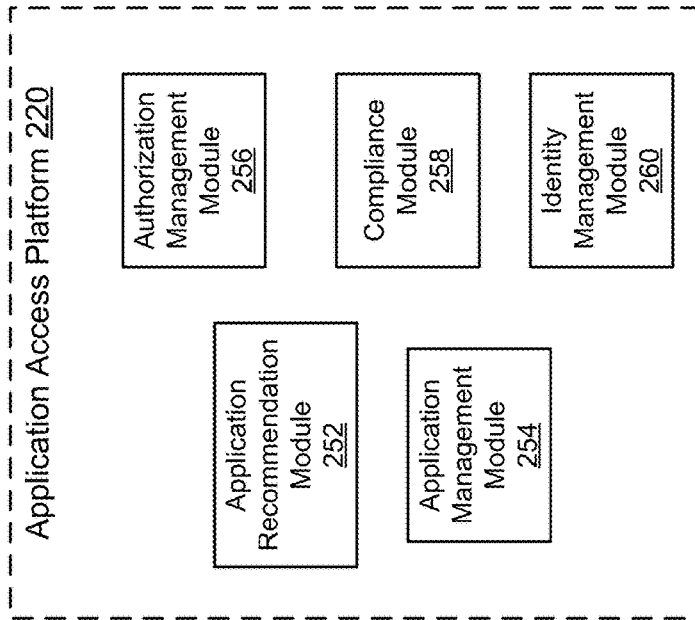 Application Access Platform 220
Application
Recommendation
Module
252
Application
Management
Module
254
Authorization
Management
Module
256
Compliance
Module
258
Identity
Management
Module
260